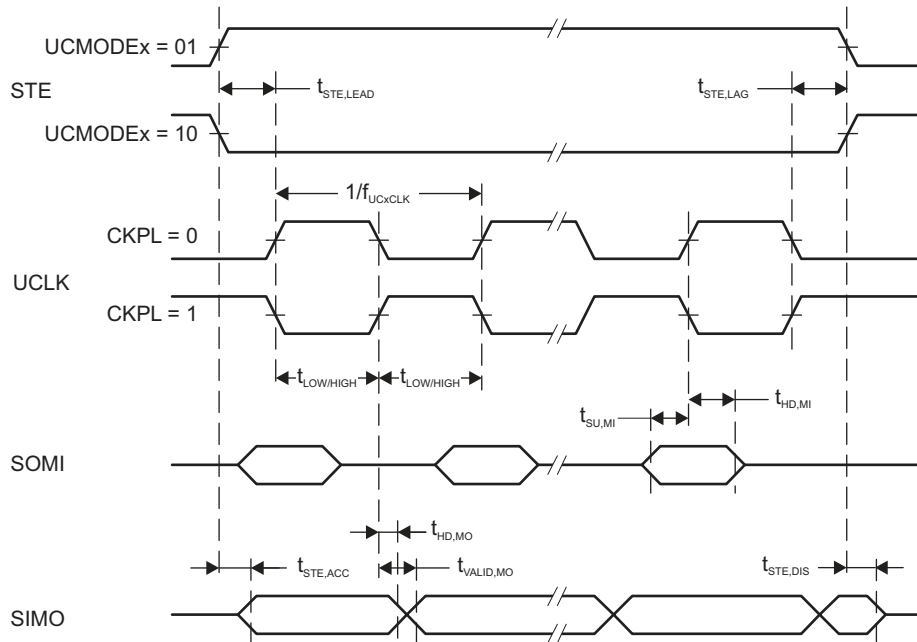 UCMODEx = 01
STE
t_STE,LEAD
t_STE,LAG
UCMODEx = 10
1/f_UCxCLK
CKPL = 0
UCLK
CKPL = 1
t_LOW/HIGH t_LOW/HIGH
t_HD,MI
t_SU,MI
SOMI
t_HD,MO
t_STE,ACC t_VALID,MO t_STE,DIS
SIMO